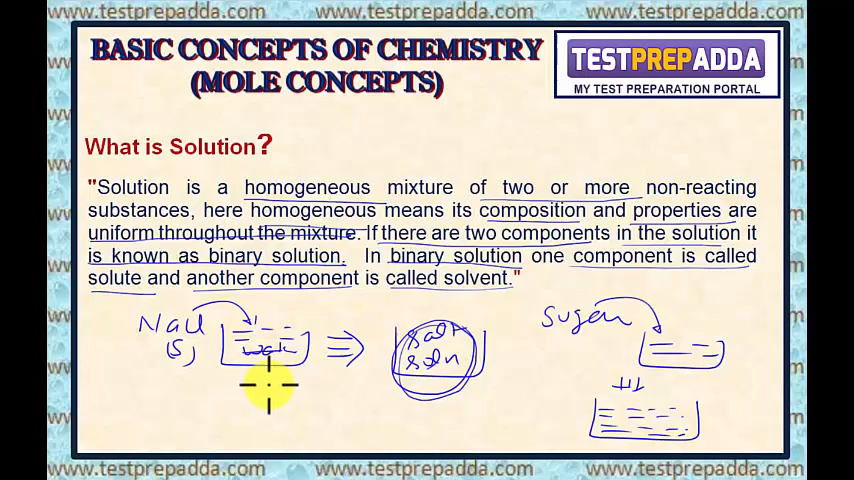 www.testprepadda.com www.testprepadda.com www.testprepadda.com
BASIC CONCEPTS OF CHEMISTRY
(MOLE CONCEPTS)
TESTPREPADDA
MY TEST PREPARATION PORTAL
What is Solution?
"Solution is a homogeneous mixture of two or more non-reacting
substances, here homogeneous means its composition and properties are
uniform throughout the mixture. If there are two components in the solution it
is known as binary solution. In binary solution one component is called
solute and another component is called solvent."
NaCl
(s)
salt
soln
Sugar
www.testprepadda.com www.testprepadda.com www.testprepadda.com